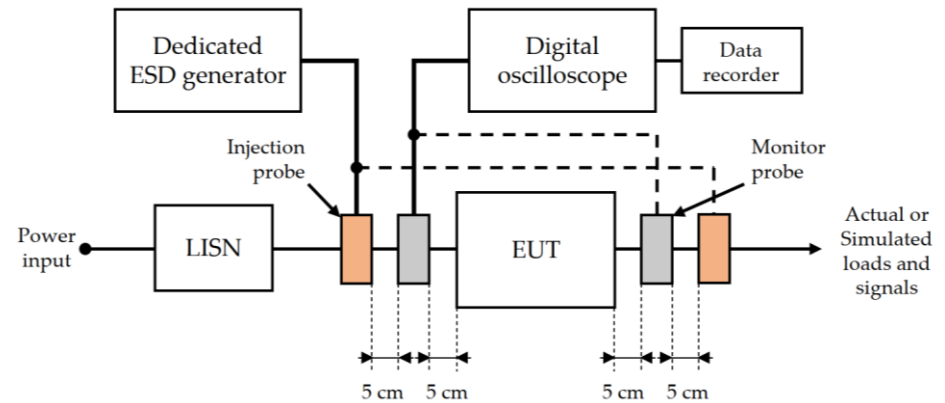 Dedicated
ESD generator
Digital
oscilloscope
Data
recorder
Injection
probe
Monitor
probe
Power
input
LISN
EUT
Actual or
Simulated
loads and
signals
5 cm
5 cm
5 cm
5 cm